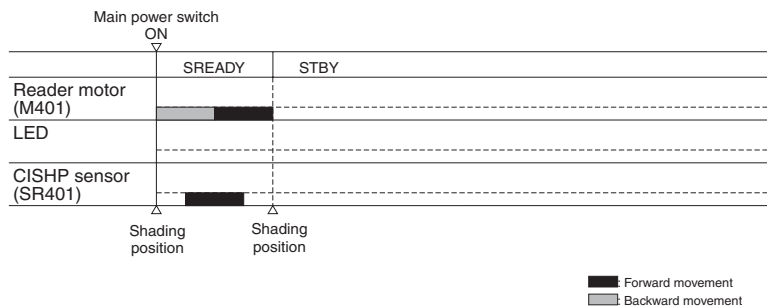 Main power switch
ON
SREADY STBY
Reader motor
(M401)
LED
CISHP sensor
(SR401)
Shading
position
Shading
position
: Forward movement
: Backward movement